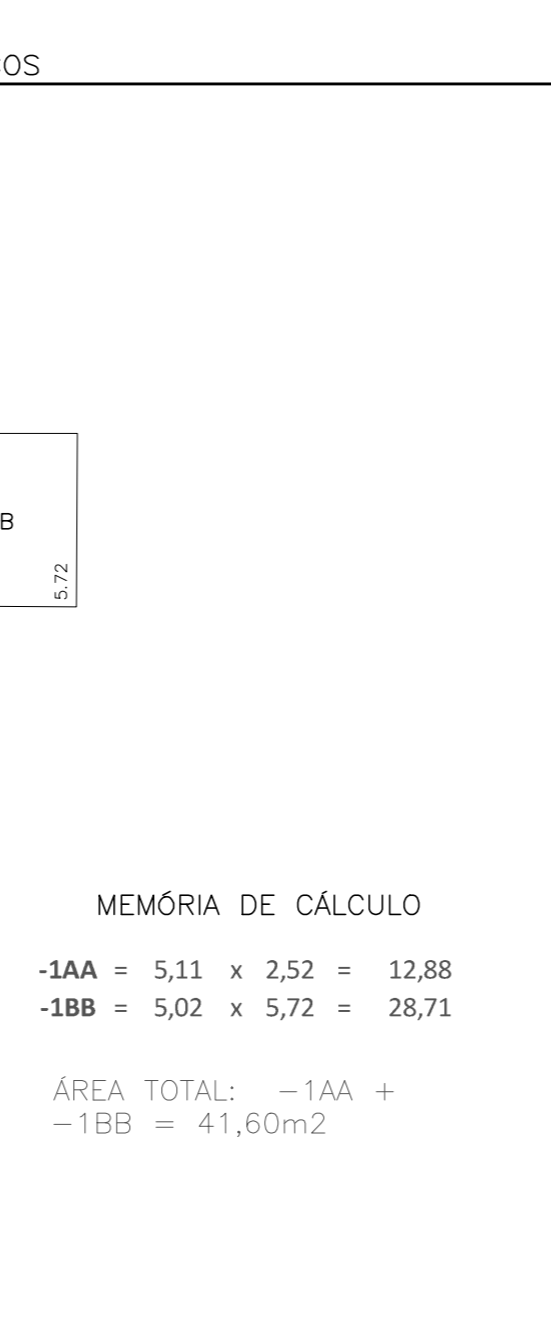 OS
B
5.72
MEMÓRIA DE CÁLCULO
-1AA = 5,11 x 2,52 = 12,88
-1BB = 5,02 x 5,72 = 28,71
ÁREA TOTAL: -1AA +
-1BB = 41,60m2